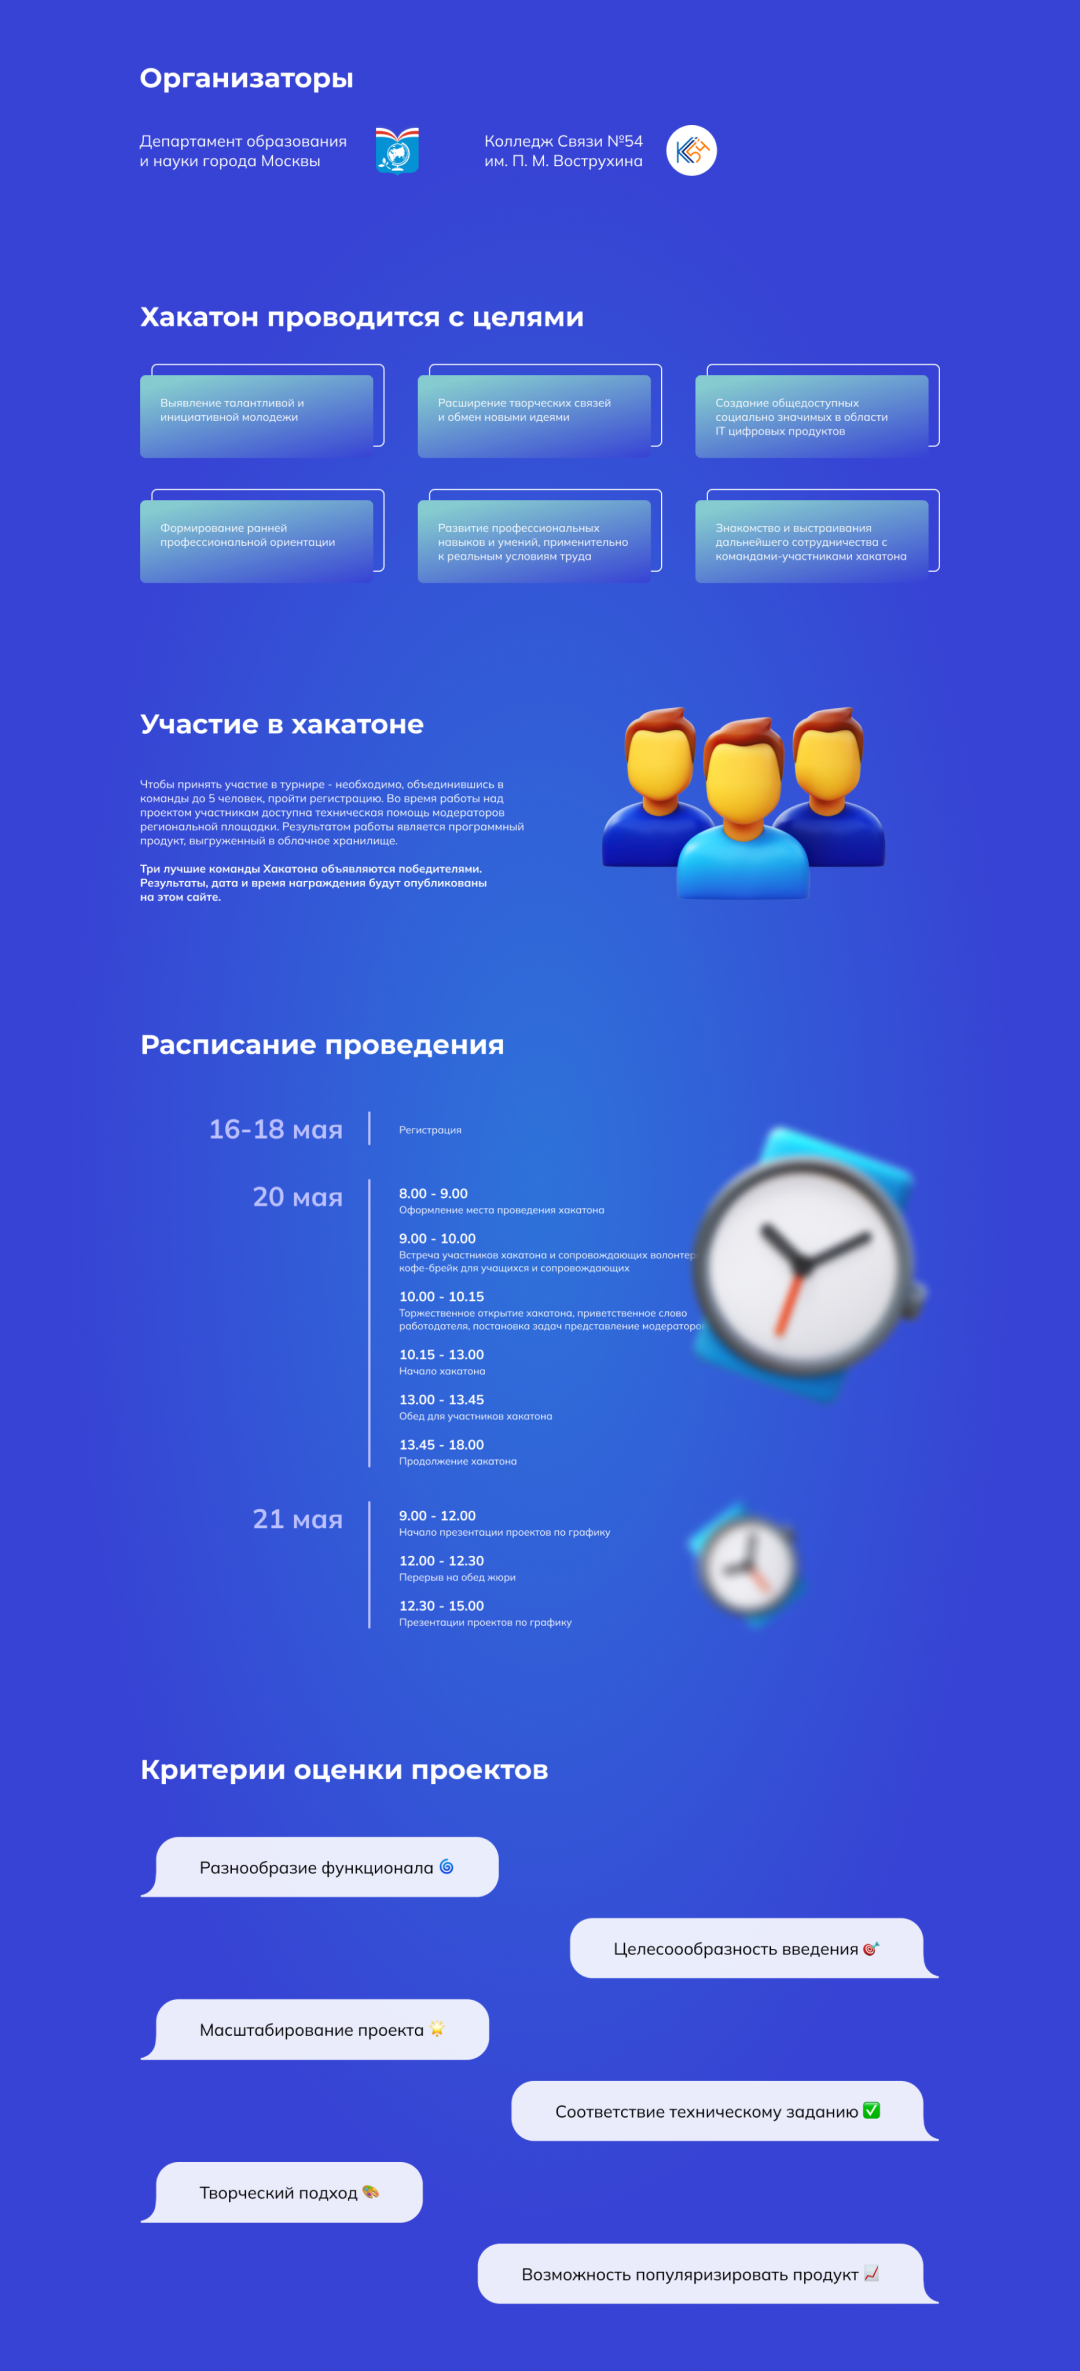 Организаторы
Департамент образования
и науки города Москвы
Колледж Связи №54
им. П. М. Вострухина
Хакатон проводится с целями
Выявление талантливой и
инициативной молодежи
Расширение творческих связей
и обмен новыми идеями
Создание общедоступных
социально значимых в области
IT цифровых продуктов
Формирование ранней
профессиональной ориентации
Развитие профессиональных
навыков и умений, применительно
к реальным условиям труда
Знакомство и выстраивания
дальнейшего сотрудничества с
командами-участниками хакатона
Участие в хакатоне
Чтобы принять участие в турнире - необходимо, объединившись в
команды до 5 человек, пройти регистрацию. Во время работы над
проектом участникам доступна техническая помощь модераторов
региональной площадки. Результатом работы является программный
продукт, выгруженный в облачное хранилище.
Три лучшие команды Хакатона объявляются победителями.
Результаты, дата и время награждения будут опубликованы
на этом сайте.
Расписание проведения
16-18 мая
Регистрация
20 мая
8.00 - 9.00
Оформление места проведения хакатона
9.00 - 10.00
Встреча участников хакатона и сопровождающих волонтер
кофе-брейк для учащихся и сопровождающих
10.00 - 10.15
Торжественное открытие хакатона, приветственное слово
работодателя, постановка задач представление модераторо
10.15 - 13.00
Начало хакатона
13.00 - 13.45
Обед для участников хакатона
13.45 - 18.00
Продолжение хакатона
21 мая
9.00 - 12.00
Начало презентации проектов по графику
12.00 - 12.30
Перерыв на обед жюри
12.30 - 15.00
Презентации проектов по графику
Критерии оценки проектов
Разнообразие функционала 🌀
Целесоообразность введения 🎯
Масштабирование проекта 🌟
Соответствие техническому заданию ✅
Творческий подход 🎨
Возможность популяризировать продукт 📈